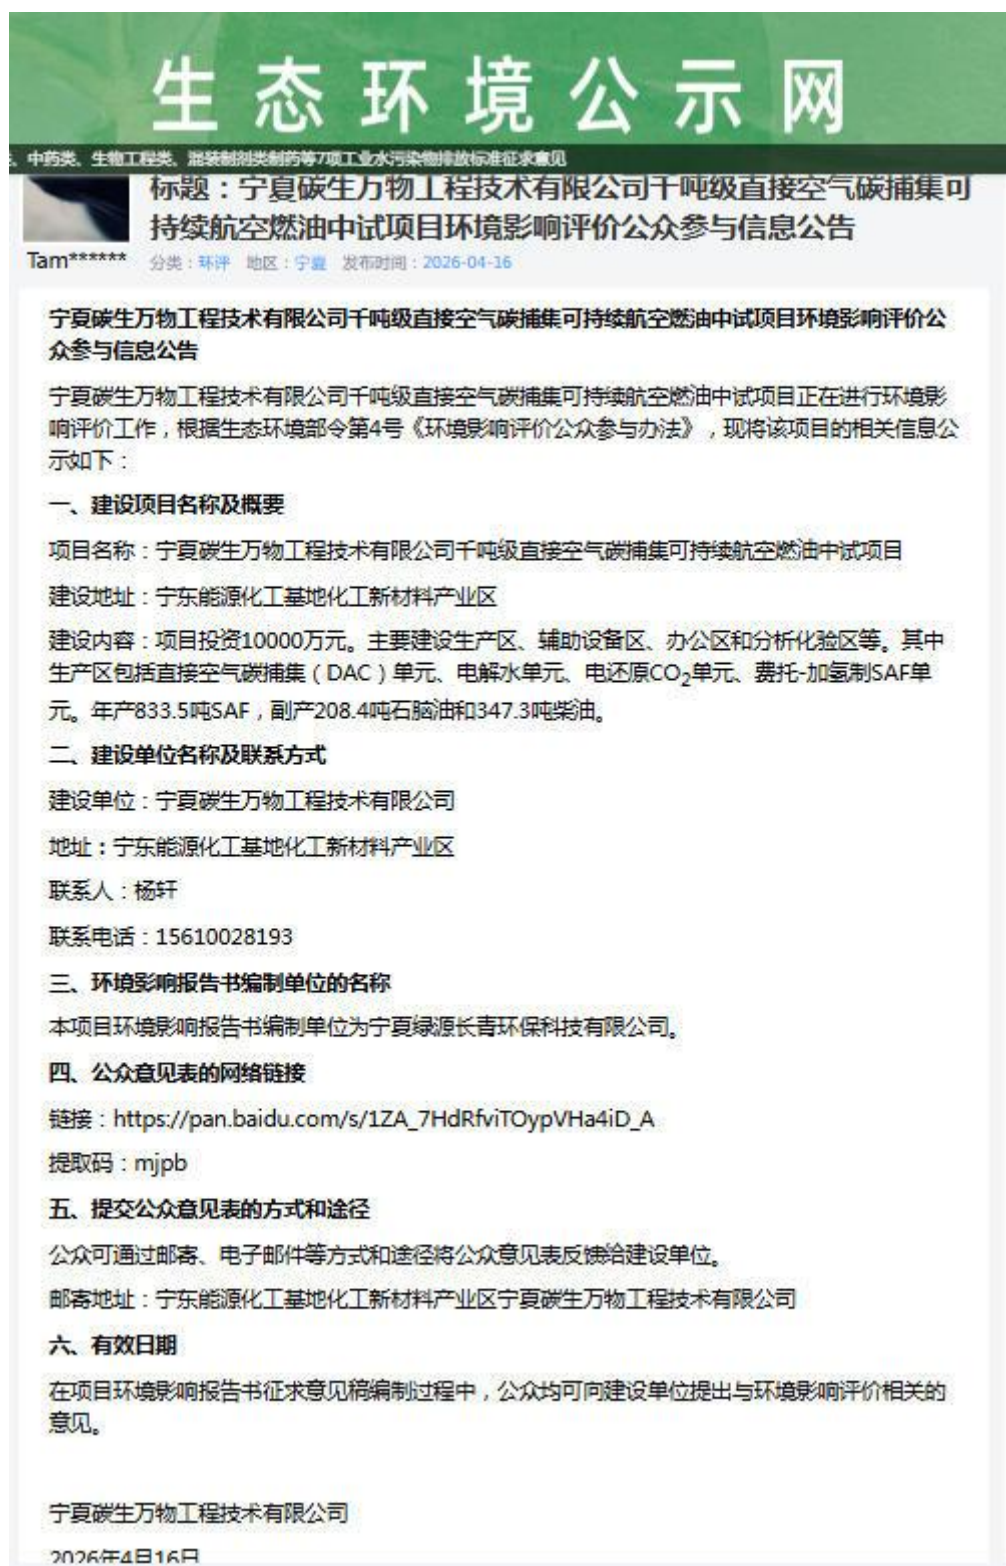 生态环境公示网
、中药类、生物工程类、混装制剂类制药等7项工业水污染物排放标准征求意见
标题：宁夏碳生万物工程技术有限公司千吨级直接空气碳捕集可
持续航空燃油中试项目环境影响评价公众参与信息公告
Tam******
分类：环评 地区：宁夏 发布时间：2026-04-16
宁夏碳生万物工程技术有限公司千吨级直接空气碳捕集可持续航空燃油中试项目环境影响评价公
众参与信息公告
宁夏碳生万物工程技术有限公司千吨级直接空气碳捕集可持续航空燃油中试项目正在进行环境影
响评价工作，根据生态环境部令第4号《环境影响评价公众参与办法》，现将该项目的相关信息公
示如下：
一、建设项目名称及概要
项目名称：宁夏碳生万物工程技术有限公司千吨级直接空气碳捕集可持续航空燃油中试项目
建设地址：宁东能源化工基地化工新材料产业区
建设内容：项目投资10000万元。主要建设生产区、辅助设备区、办公区和分析化验区等。其中
生产区包括直接空气碳捕集（DAC）单元、电解水单元、电还原CO₂单元、费托-加氢制SAF单
元。年产833.5吨SAF，副产208.4吨石脑油和347.3吨柴油。
二、建设单位名称及联系方式
建设单位：宁夏碳生万物工程技术有限公司
地址：宁东能源化工基地化工新材料产业区
联系人：杨轩
联系电话：15610028193
三、环境影响报告书编制单位的名称
本项目环境影响报告书编制单位为宁夏绿源长青环保科技有限公司。
四、公众意见表的网络链接
链接：https://pan.baidu.com/s/1ZA_7HdRfviTOypVHa4iD_A
提取码：mjpb
五、提交公众意见表的方式和途径
公众可通过邮寄、电子邮件等方式和途径将公众意见表反馈给建设单位。
邮寄地址：宁东能源化工基地化工新材料产业区宁夏碳生万物工程技术有限公司
六、有效日期
在项目环境影响报告书征求意见稿编制过程中，公众均可向建设单位提出与环境影响评价相关的
意见。
宁夏碳生万物工程技术有限公司
2026年4月16日